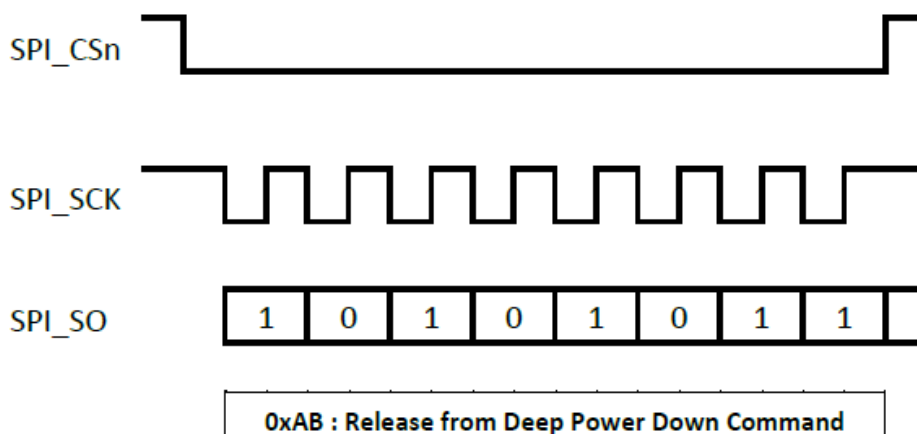 SPI_CSn
SPI_SCK
SPI_SO 1 0 1 0 1 0 1 1
0xAB : Release from Deep Power Down Command